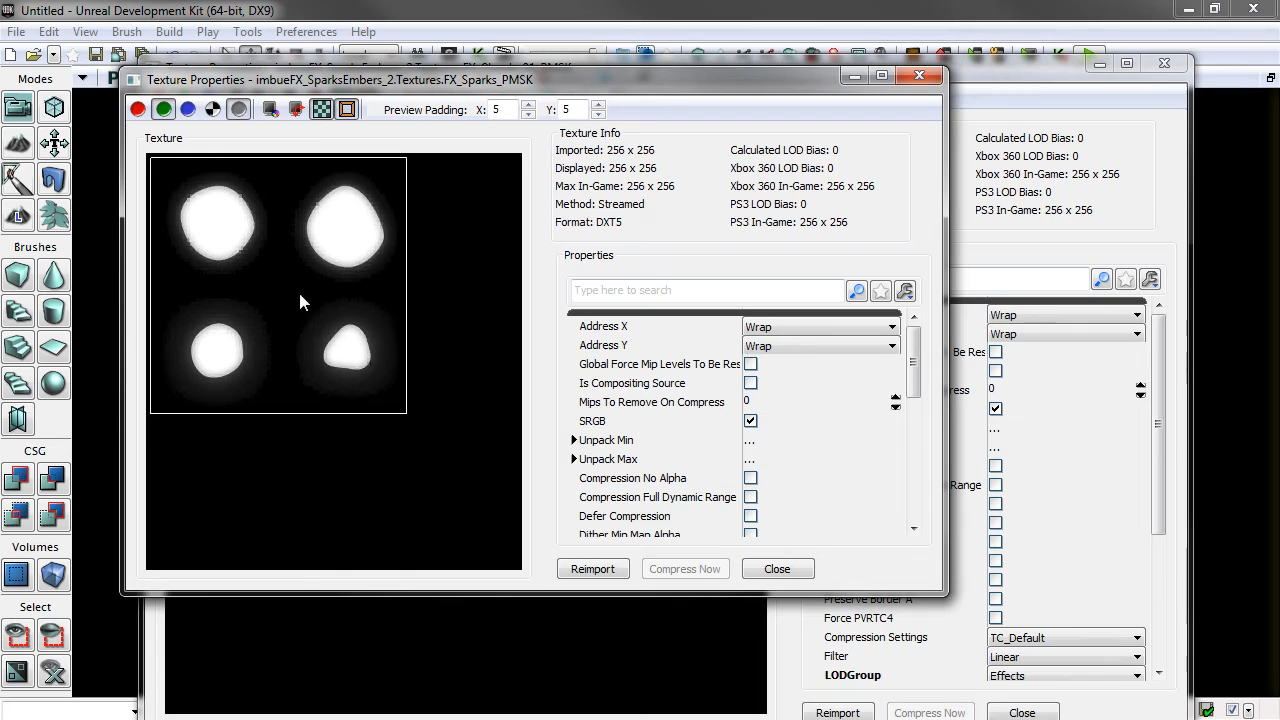 Untitled - Unreal Development Kit (64-bit, DX9)
File Edit View Brush Build Play Tools Preferences Help
Modes
Texture Properties - imbueFX_SparksEmbers_2.Textures.FX_Sparks_PMSK
Preview Padding: X: 5 Y: 5
Texture
Texture Info
Imported: 256 x 256
Displayed: 256 x 256
Max In-Game: 256 x 256
Method: Streamed
Format: DXT5
Calculated LOD Bias: 0
Xbox 360 LOD Bias: 0
Xbox 360 In-Game: 256 x 256
PS3 LOD Bias: 0
PS3 In-Game: 256 x 256
Properties
Type here to search
Address X Wrap
Address Y Wrap
Global Force Mip Levels To Be Res
Is Compositing Source
Mips To Remove On Compress 0
SRGB
Unpack Min ...
Unpack Max ...
Compression No Alpha
Compression Full Dynamic Range
Defer Compression
Dither Mip Map Alpha
Reimport Compress Now Close
Calculated LOD Bias: 0
Xbox 360 LOD Bias: 0
Xbox 360 In-Game: 256 x 256
PS3 LOD Bias: 0
PS3 In-Game: 256 x 256
Wrap
Wrap
Be Res
ress 0
...
...
Range
Preserve Border A
Force PVRTC4
Compression Settings TC_Default
Filter Linear
LODGroup Effects
Reimport Compress Now Close
Brushes
CSG
Volumes
Select